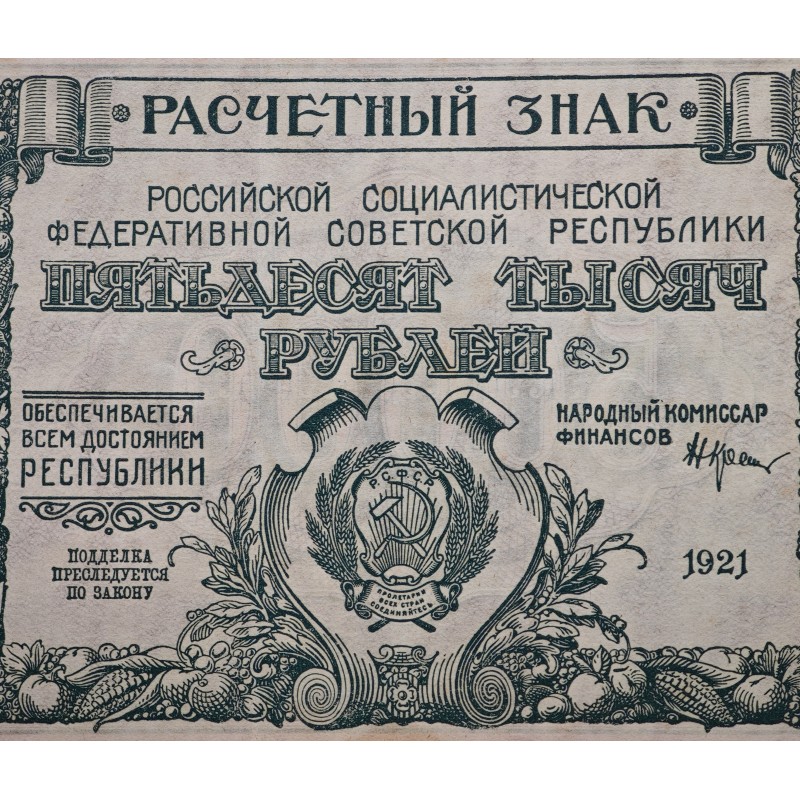 РАСЧЕТНЫЙ ЗНАК
РОССИЙСКОЙ СОЦИАЛИСТИЧЕСКОЙ
ФЕДЕРАТИВНОЙ СОВЕТСКОЙ РЕСПУБЛИКИ
ПЯТЬДЕСЯТ ТЫСЯЧ
РУБЛЕЙ
ОБЕСПЕЧИВАЕТСЯ
ВСЕМ ДОСТОЯНИЕМ
РЕСПУБЛИКИ
ПОДДЕЛКА
ПРЕСЛЕДУЕТСЯ
ПО ЗАКОНУ
Р.С.Ф.С.Р.
ПРОЛЕТАРИИ
ВСЕХ СТРАН
СОЕДИНЯЙТЕСЬ
НАРОДНЫЙ КОМИССАР
ФИНАНСОВ
1921